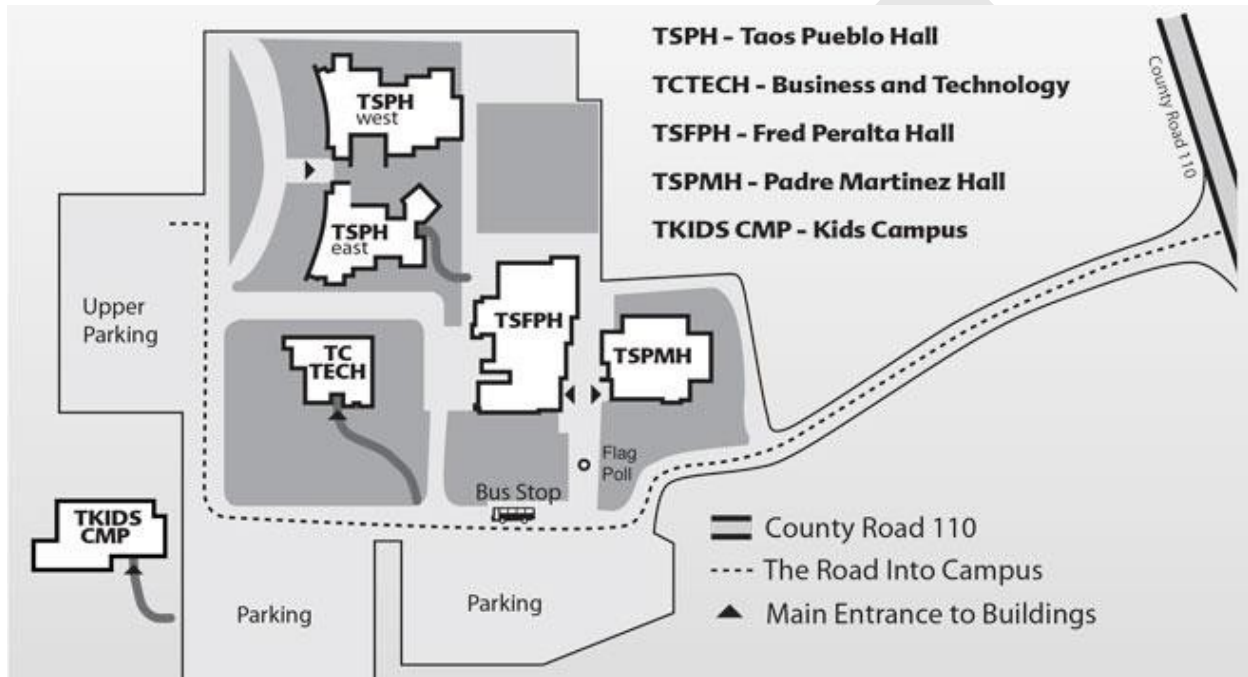 TSPH - Taos Pueblo Hall
TCTECH - Business and Technology
TSFPH - Fred Peralta Hall
TSPMH - Padre Martinez Hall
TKIDS CMP - Kids Campus
County Road 110
TSPH
west
TSPH
east
Upper
Parking
TC
TECH
TSFPH
TSPMH
Flag
Poll
Bus Stop
TKIDS
CMP
Parking
Parking
County Road 110
The Road Into Campus
Main Entrance to Buildings